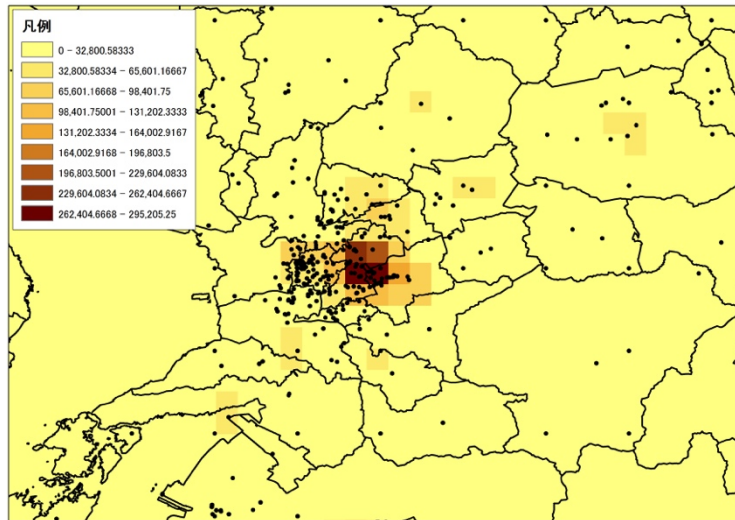 凡例
0 - 32,800.58333
32,800.58334 - 65,601.16667
65,601.16668 - 98,401.75
98,401.75001 - 131,202.3333
131,202.3334 - 164,002.9167
164,002.9168 - 196,803.5
196,803.5001 - 229,604.0833
229,604.0834 - 262,404.6667
262,404.6668 - 295,205.25